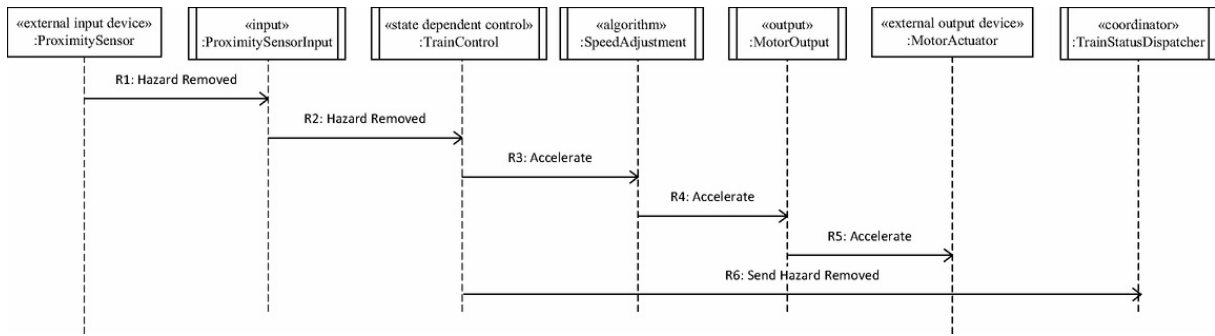 «external input device»
:ProximitySensor
«input»
:ProximitySensorInput
«state dependent control»
:TrainControl
«algorithm»
:SpeedAdjustment
«output»
:MotorOutput
«external output device»
:MotorActuator
«coordinator»
:TrainStatusDispatcher
R1: Hazard Removed
R2: Hazard Removed
R3: Accelerate
R4: Accelerate
R5: Accelerate
R6: Send Hazard Removed